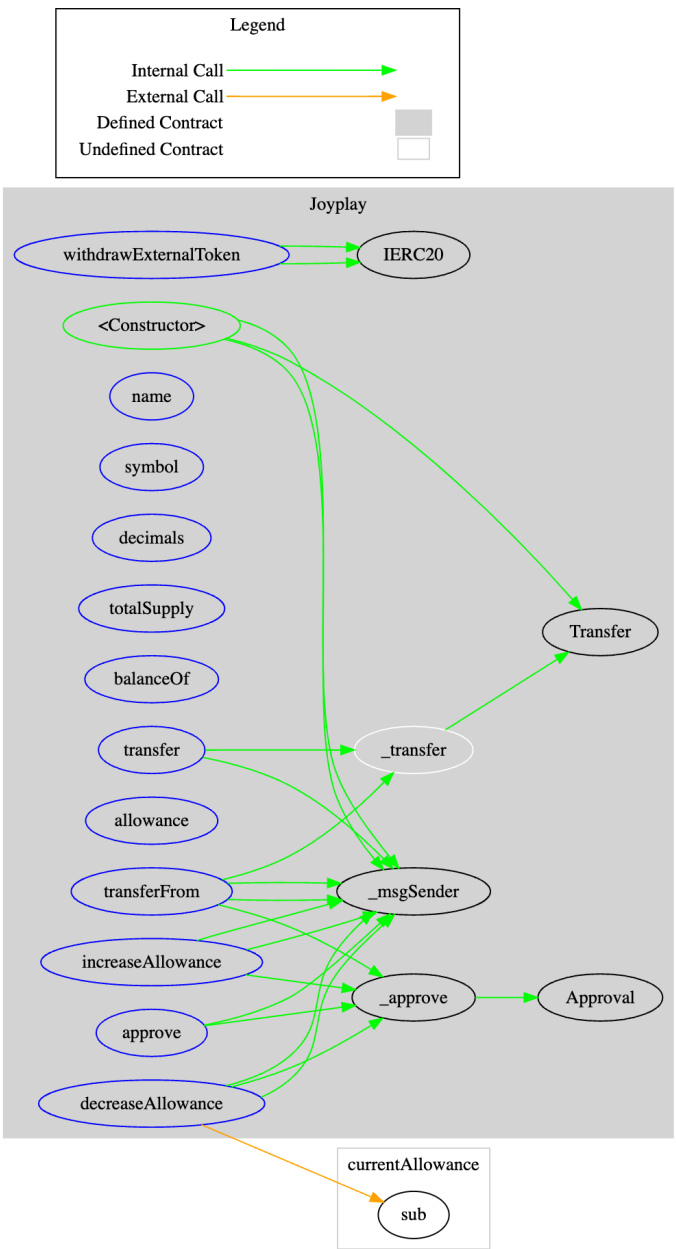 Legend
Internal Call
External Call
Defined Contract
Undefined Contract
Joyplay
withdrawExternalToken
IERC20
<Constructor>
name
symbol
decimals
totalSupply
Transfer
balanceOf
transfer
_transfer
allowance
transferFrom
_msgSender
increaseAllowance
_approve
Approval
approve
decreaseAllowance
currentAllowance
sub